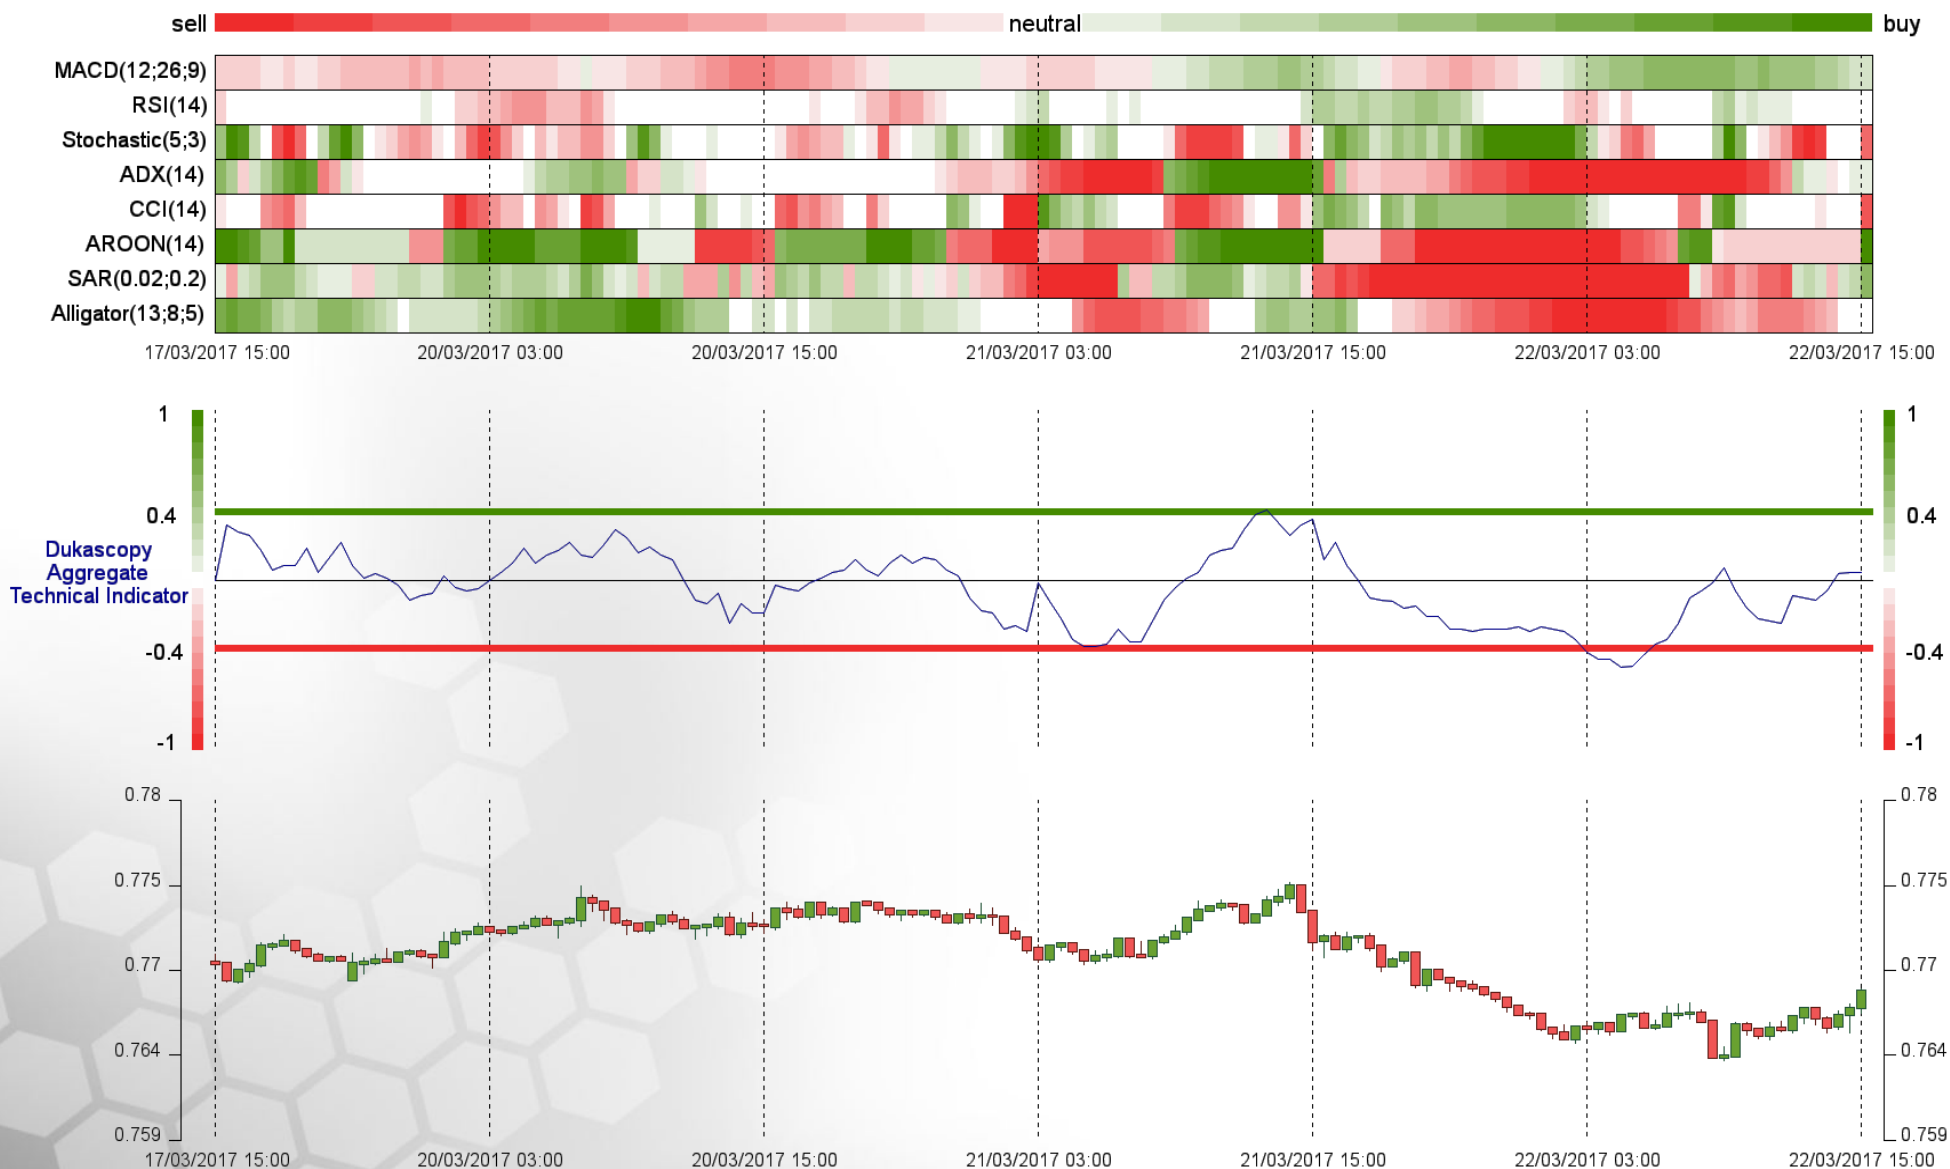 sell neutral buy
MACD(12;26;9)
RSI(14)
Stochastic(5;3)
ADX(14)
CCI(14)
AROON(14)
SAR(0.02;0.2)
Alligator(13;8;5)
17/03/2017 15:00 20/03/2017 03:00 20/03/2017 15:00 21/03/2017 03:00 21/03/2017 15:00 22/03/2017 03:00 22/03/2017 15:00
1 1
0.4 0.4
Dukascopy
Aggregate
Technical Indicator
-0.4 -0.4
-1 -1
0.78 0.78
0.775 0.775
0.77 0.77
0.764 0.764
0.759 0.759
17/03/2017 15:00 20/03/2017 03:00 20/03/2017 15:00 21/03/2017 03:00 21/03/2017 15:00 22/03/2017 03:00 22/03/2017 15:00